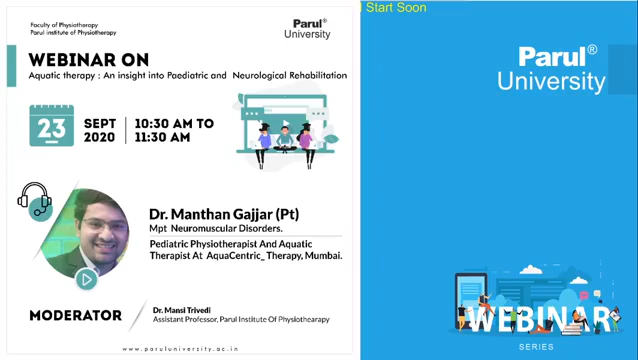 Faculty of Physiotherapy
Parul institute of Physiotherapy
Parul®
University
WEBINAR ON
Aquatic therapy : An insight into Paediatric and Neurological Rehabilitation
23
SEPT
2020
10:30 AM TO
11:30 AM
Dr. Manthan Gajjar (Pt)
Mpt Neuromuscular Disorders.
Pediatric Physiotherapist And Aquatic
Therapist At AquaCentric_ Therapy, Mumbai.
MODERATOR
Dr. Mansi Trivedi
Assistant Professor, Parul Institute Of Physiothearapy
www.paruluniversity.ac.in
Start Soon
Parul®
University
WEBINAR
SERIES